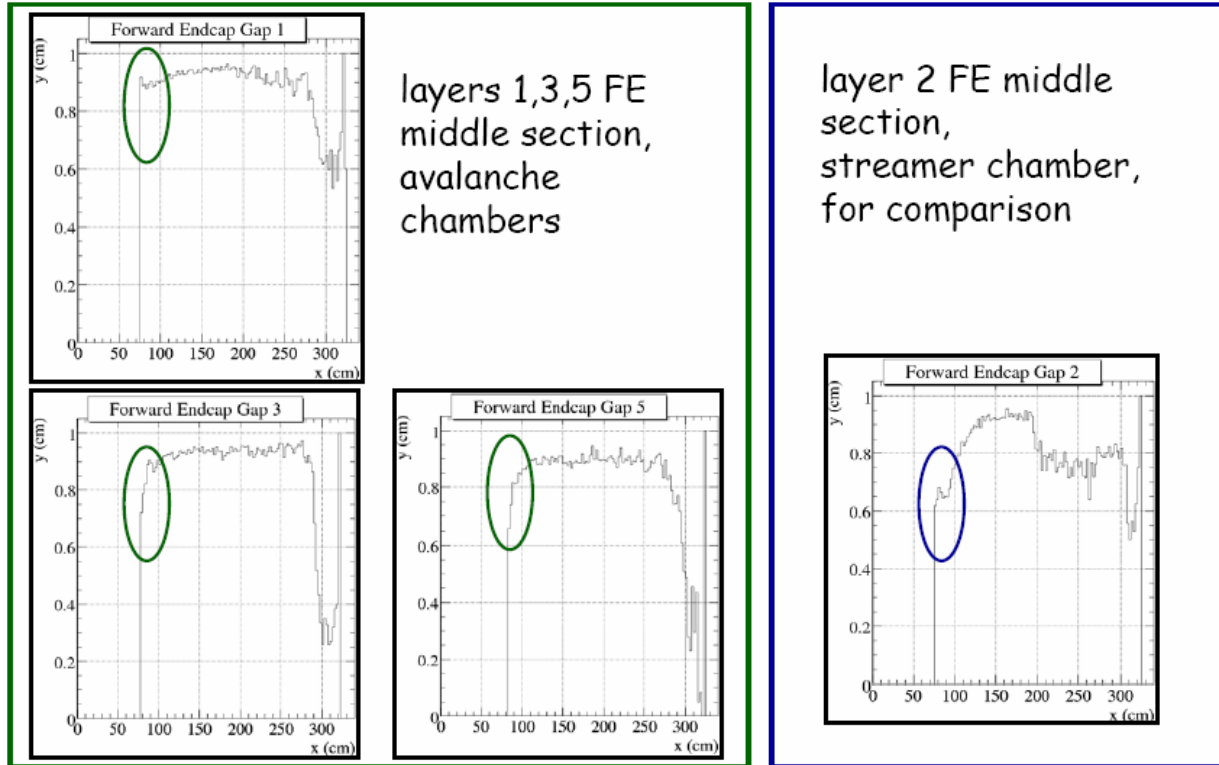 Forward Endcap Gap 1
y (cm)
1
0.8
0.6
0.4
0.2
0
0 50 100 150 200 250 300
x (cm)
layers 1,3,5 FE
middle section,
avalanche
chambers
Forward Endcap Gap 3
y (cm)
1
0.8
0.6
0.4
0.2
0
0 50 100 150 200 250 300
x (cm)
Forward Endcap Gap 5
y (cm)
1
0.8
0.6
0.4
0.2
0
0 50 100 150 200 250 300
x (cm)
layer 2 FE middle
section,
streamer chamber,
for comparison
Forward Endcap Gap 2
y (cm)
1
0.8
0.6
0.4
0.2
0
0 50 100 150 200 250 300
x (cm)